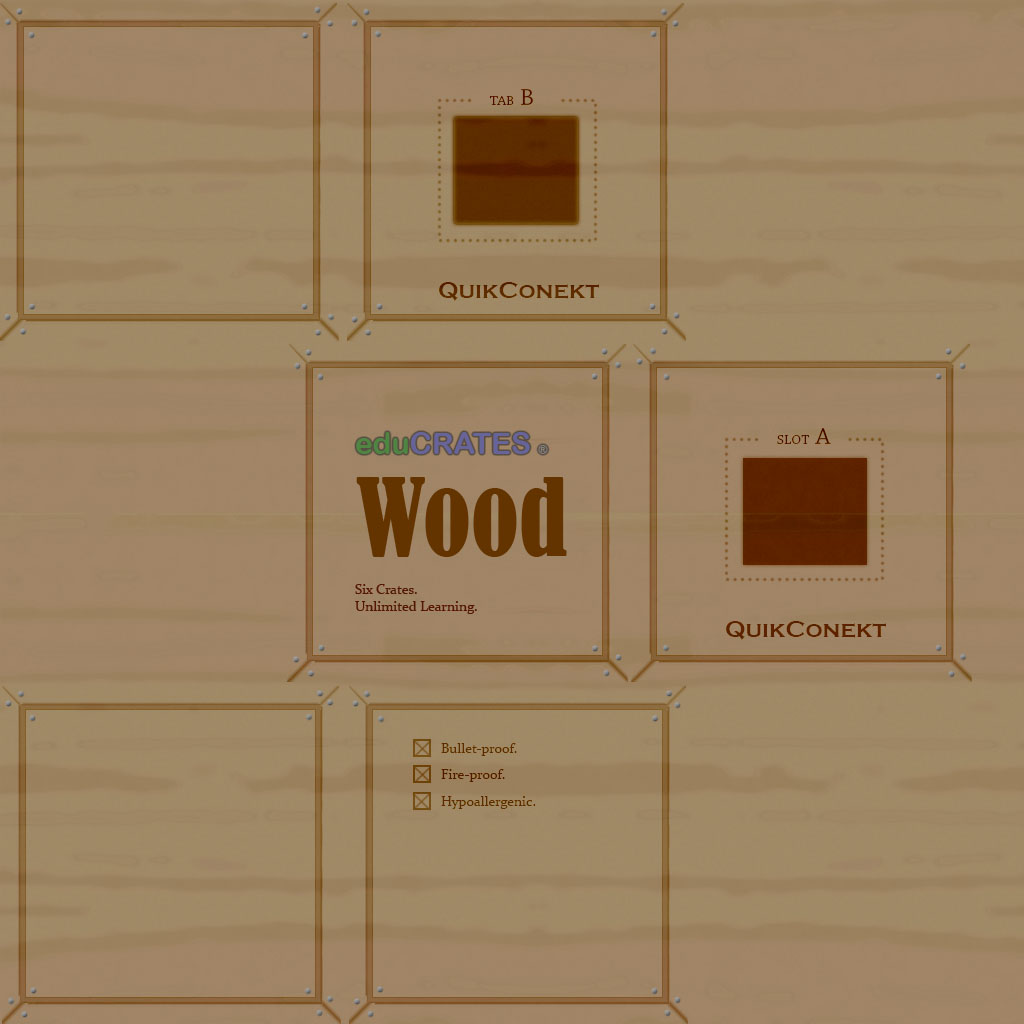 TAB B
QUIKCONEKT
eduCRATES ®
Wood
Six Crates.
Unlimited Learning.
SLOT A
QUIKCONEKT
Bullet-proof.
Fire-proof.
Hypoallergenic.